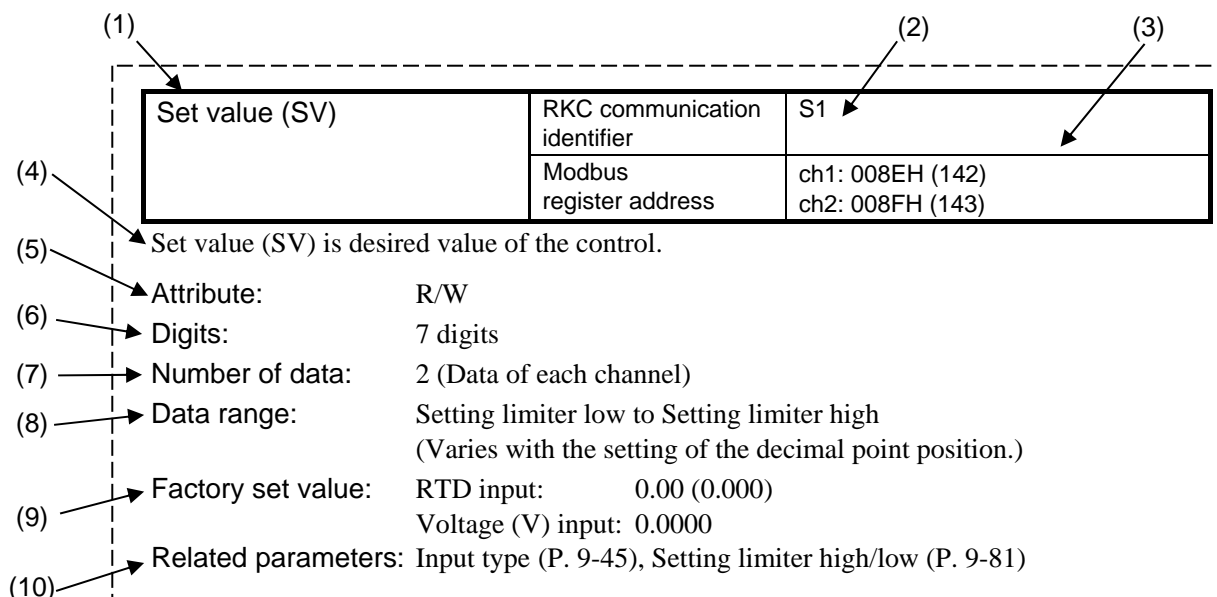 (1)
(2)
(3)
Set value (SV)
RKC communication
identifier
S1
Modbus
register address
ch1: 008EH (142)
ch2: 008FH (143)
(4)
Set value (SV) is desired value of the control.
(5)
Attribute: R/W
(6)
Digits: 7 digits
(7)
Number of data: 2 (Data of each channel)
(8)
Data range: Setting limiter low to Setting limiter high
(Varies with the setting of the decimal point position.)
(9)
Factory set value: RTD input: 0.00 (0.000)
Voltage (V) input: 0.0000
(10)
Related parameters: Input type (P. 9-45), Setting limiter high/low (P. 9-81)